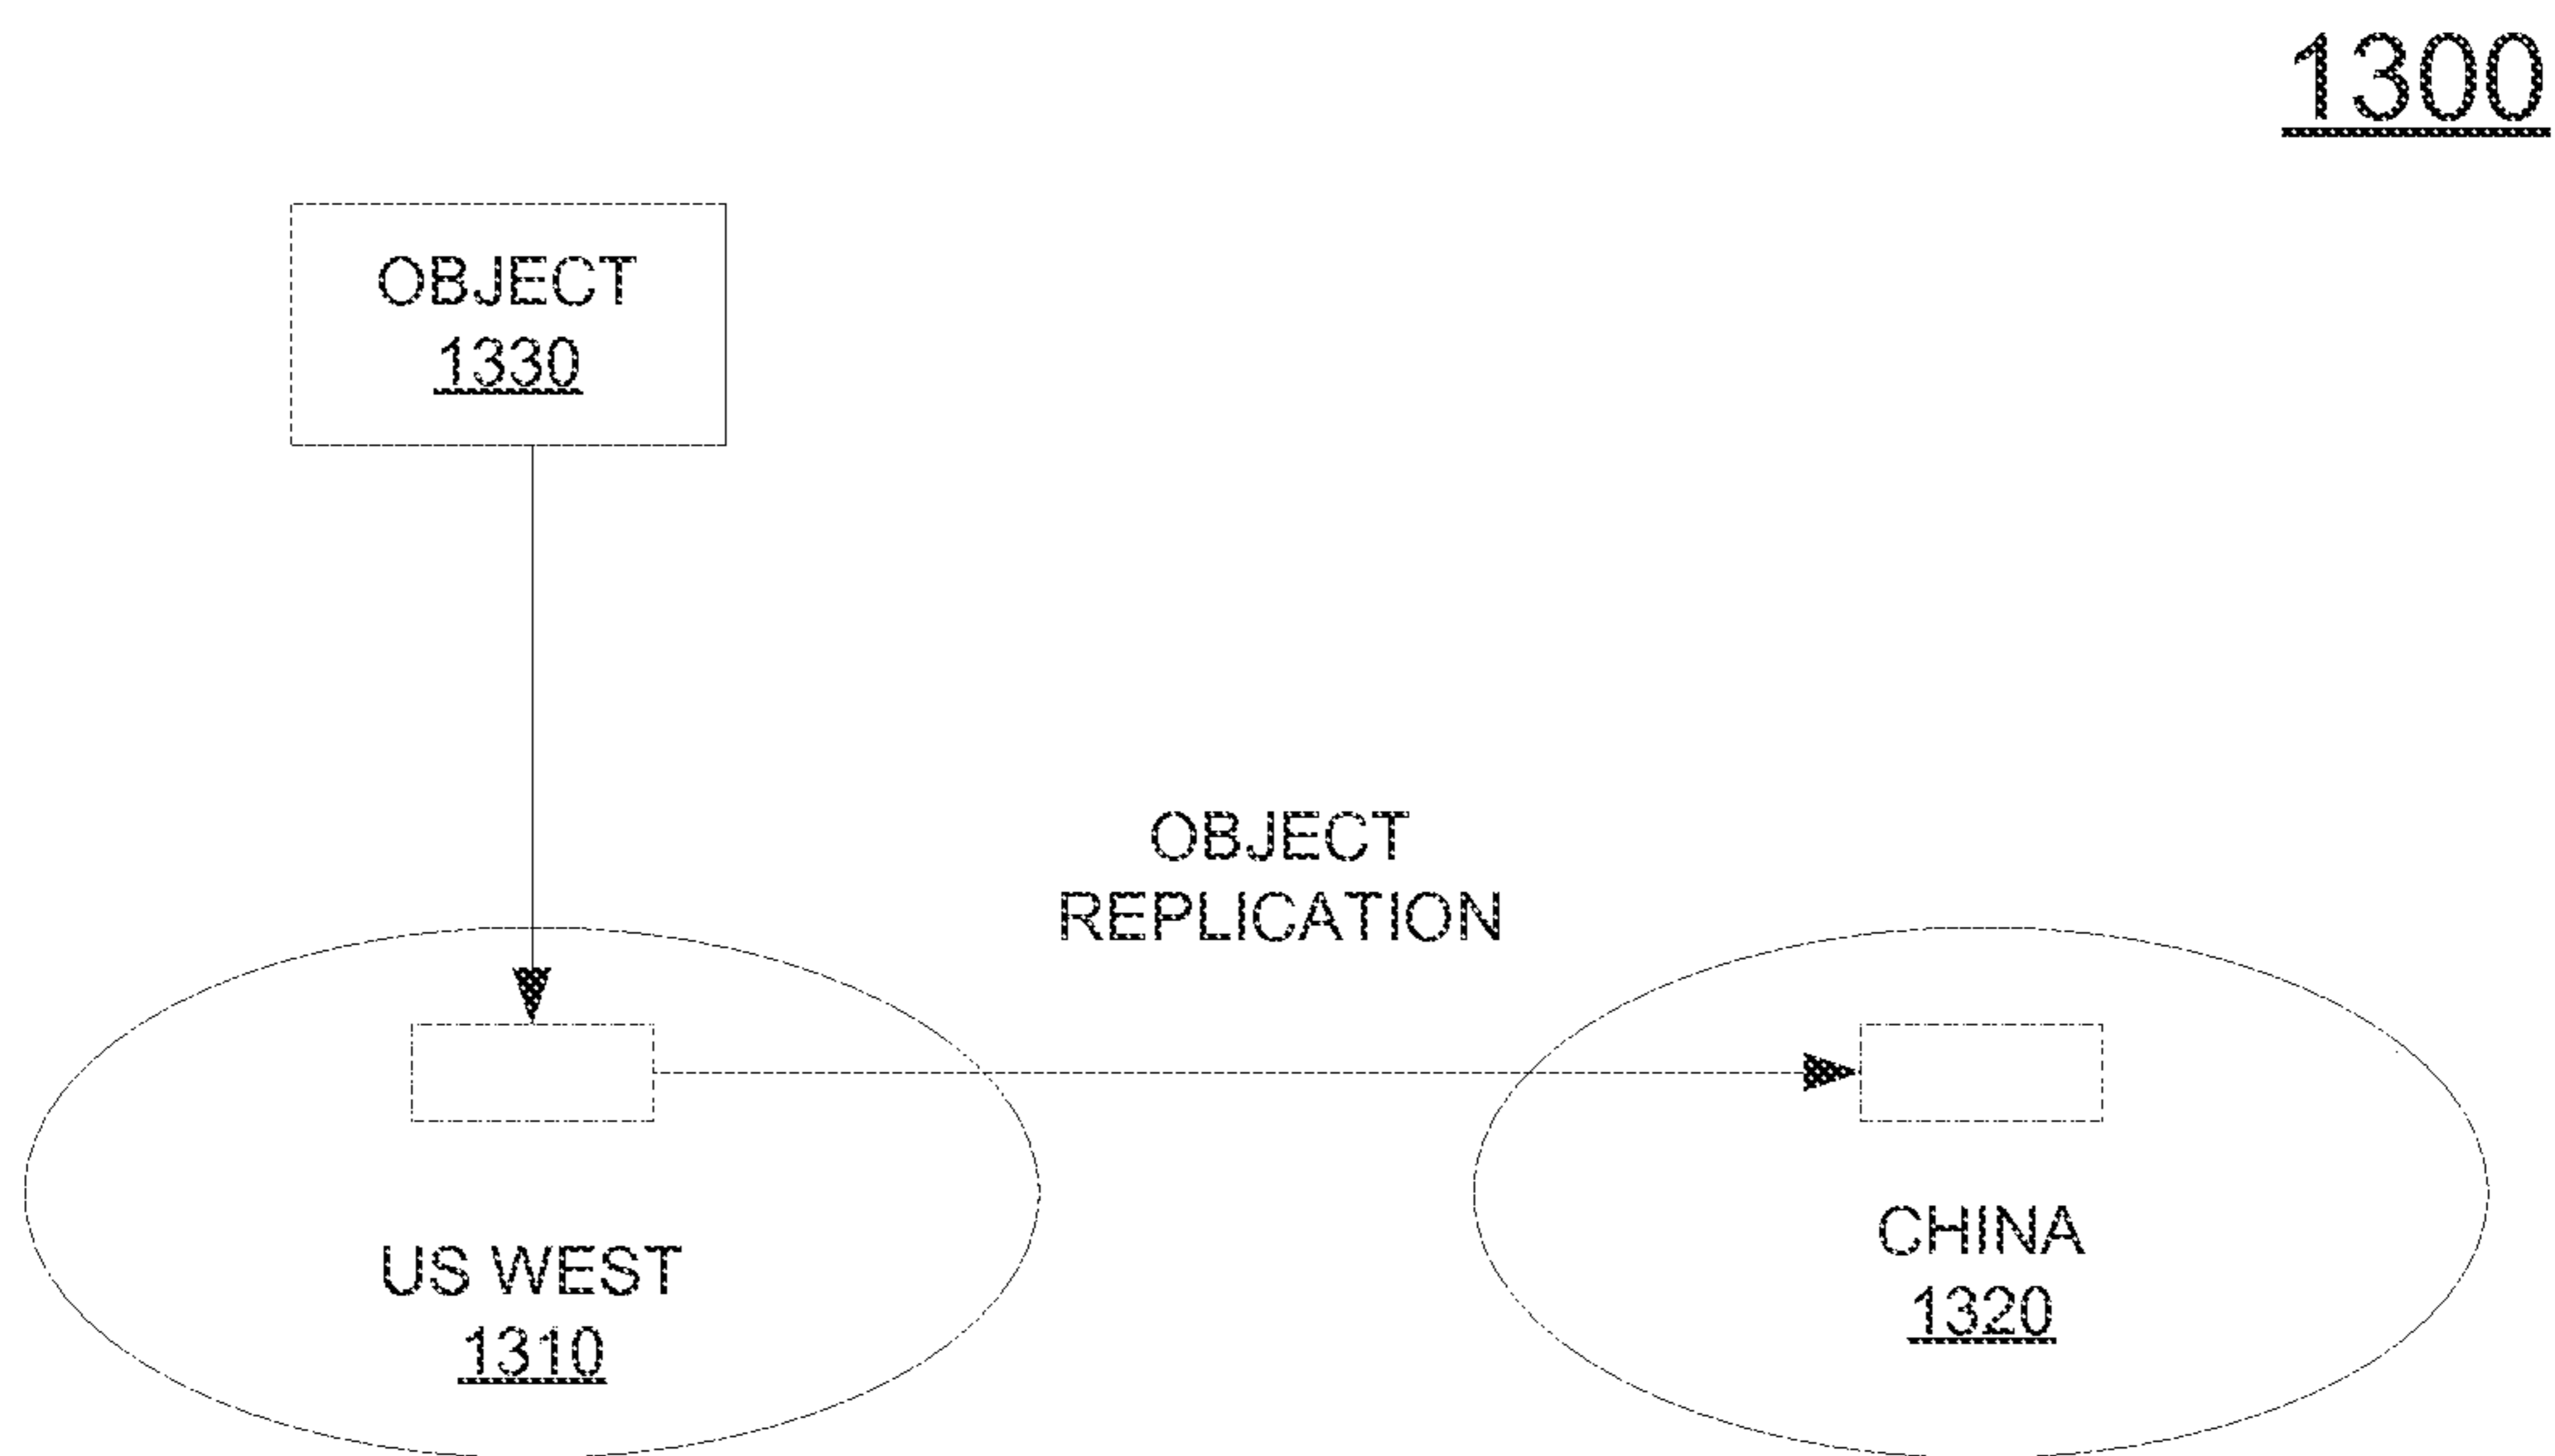 1300
OBJECT
1330
OBJECT
REPLICATION
US WEST
1310
CHINA
1320